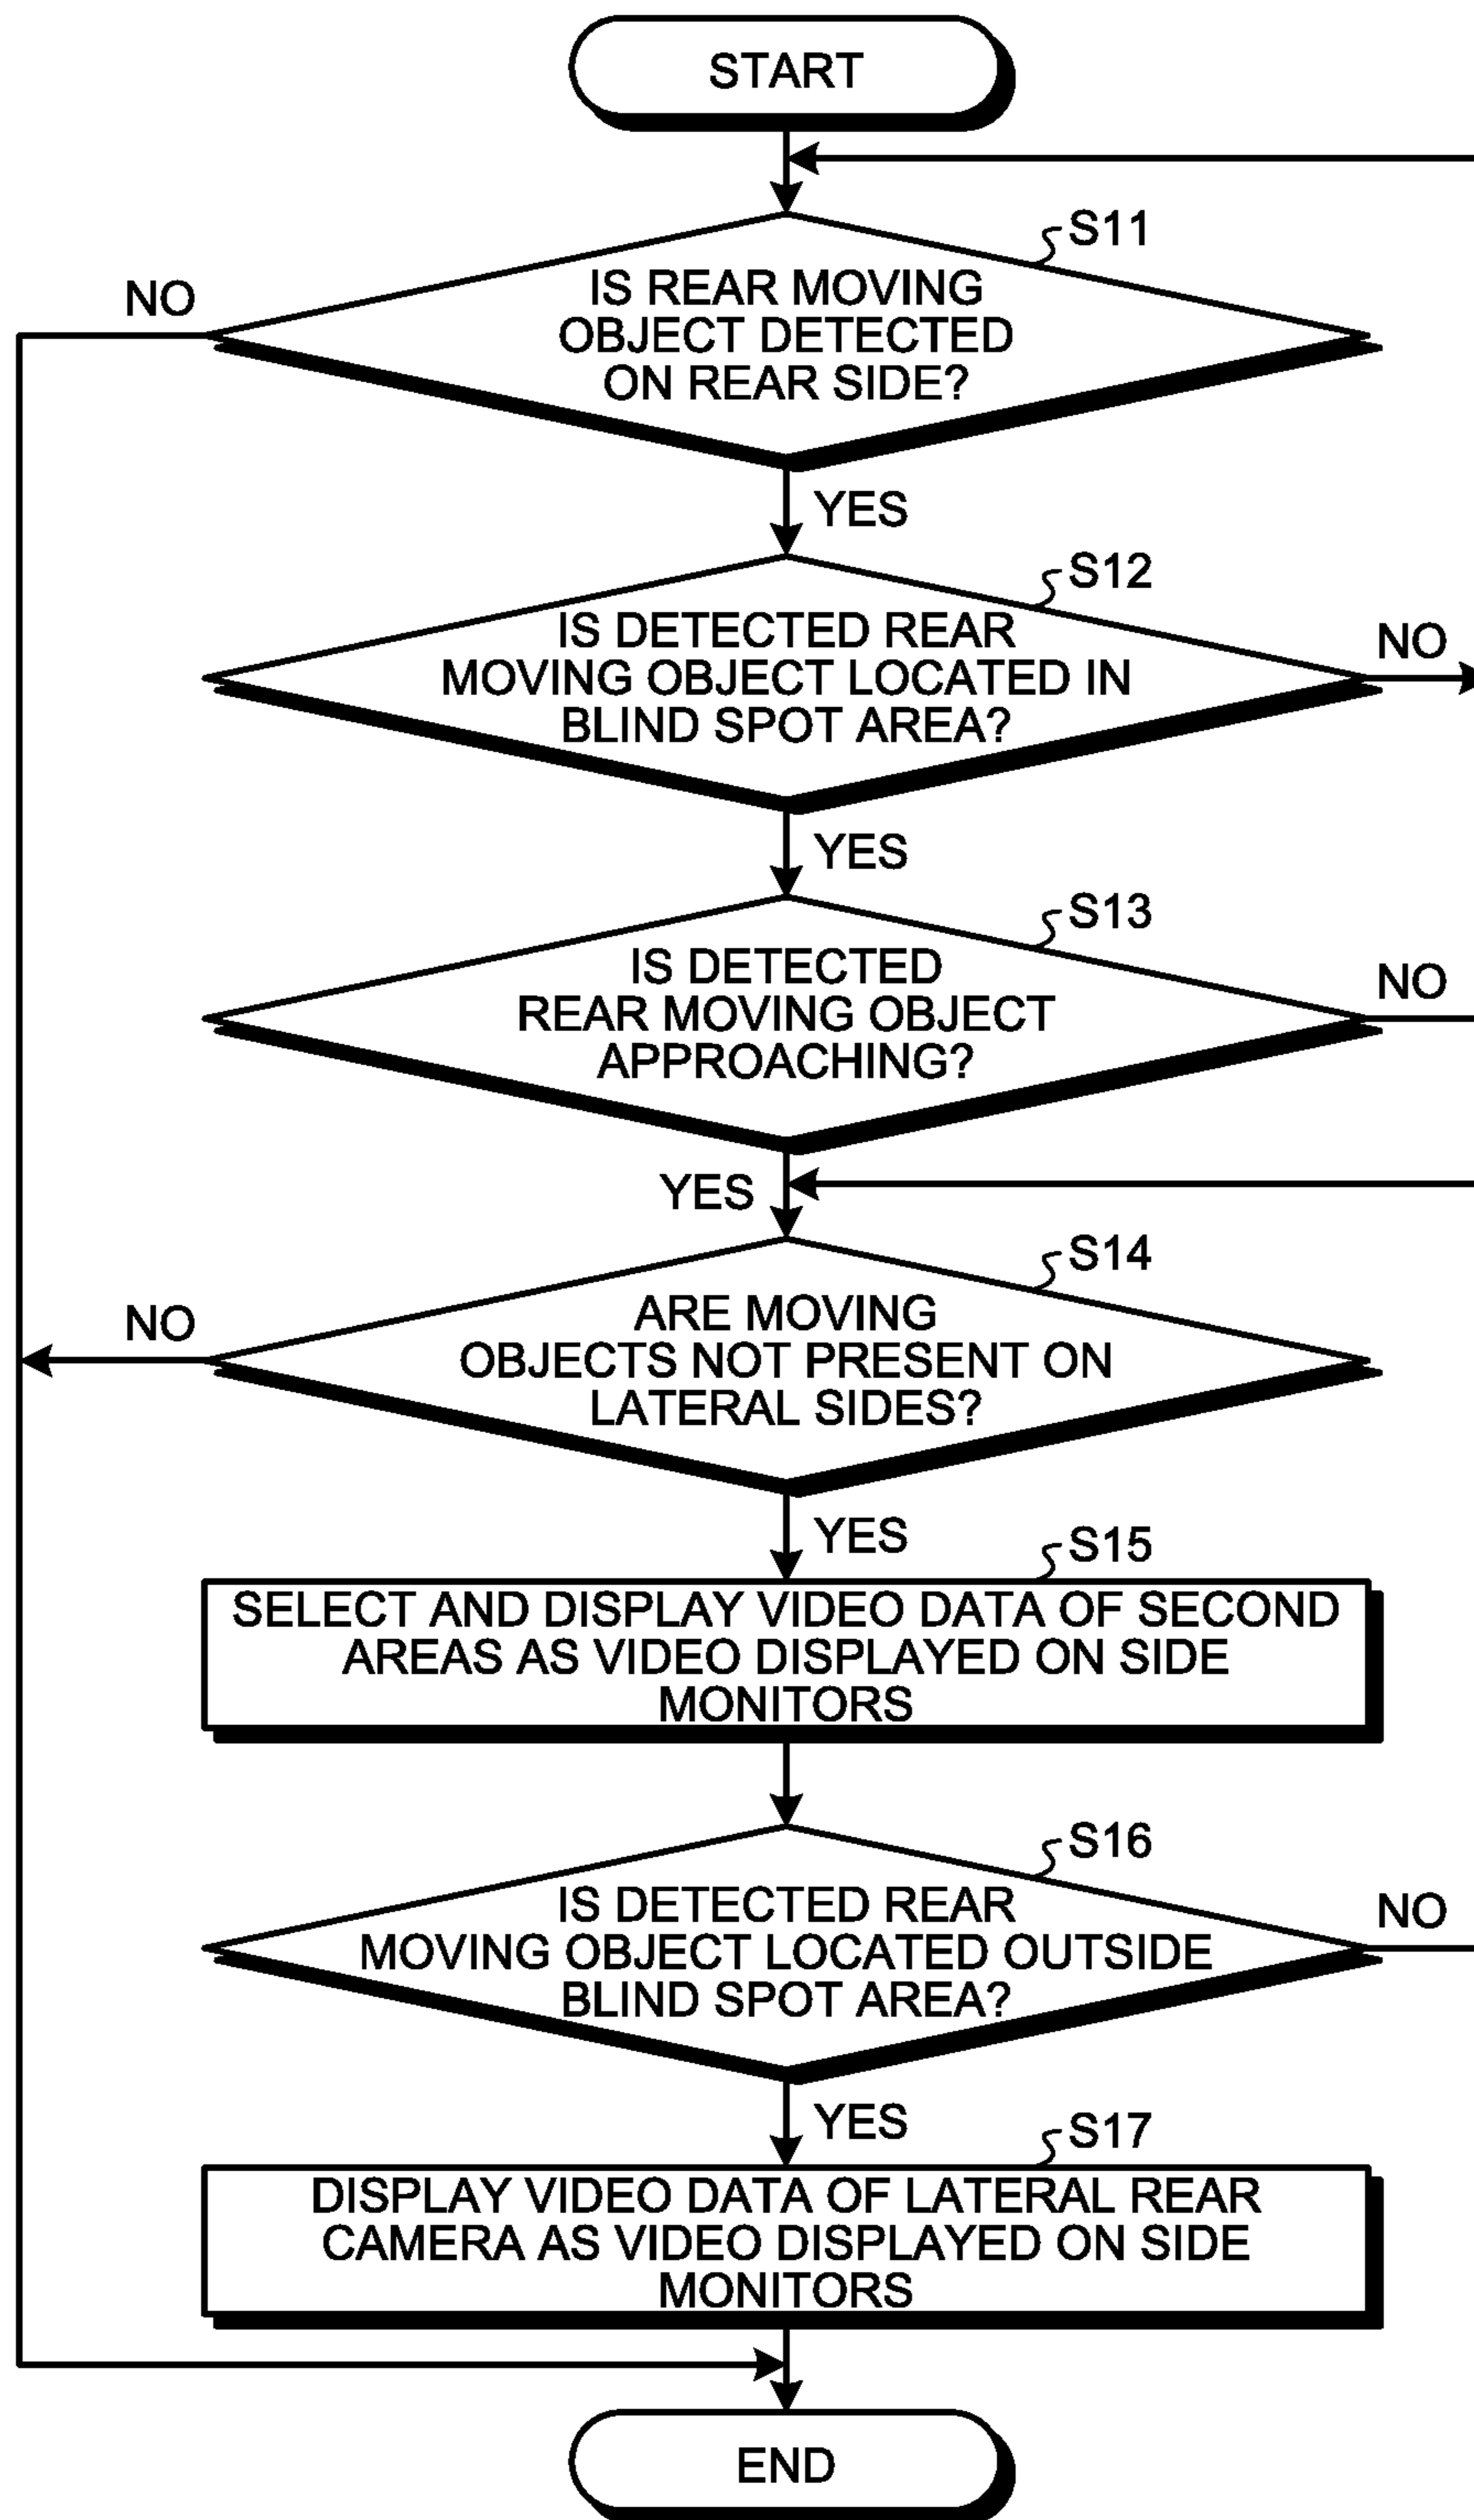 START
S11
NO
IS REAR MOVING
OBJECT DETECTED
ON REAR SIDE?
YES
S12
IS DETECTED REAR
MOVING OBJECT LOCATED IN
BLIND SPOT AREA?
NO
YES
S13
IS DETECTED
REAR MOVING OBJECT
APPROACHING?
NO
YES
S14
NO
ARE MOVING
OBJECTS NOT PRESENT ON
LATERAL SIDES?
YES
S15
SELECT AND DISPLAY VIDEO DATA OF SECOND
AREAS AS VIDEO DISPLAYED ON SIDE
MONITORS
S16
IS DETECTED REAR
MOVING OBJECT LOCATED OUTSIDE
BLIND SPOT AREA?
NO
YES
S17
DISPLAY VIDEO DATA OF LATERAL REAR
CAMERA AS VIDEO DISPLAYED ON SIDE
MONITORS
END